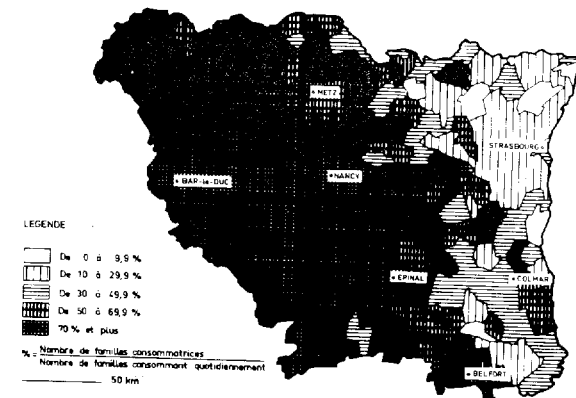 METZ
STRASBOURG
BAR-le-DUC
NANCY
LEGENDE
De 0 à 9,9 %
De 10 à 29,9 %
De 30 à 49,9 %
De 50 à 69,9 %
70 % et plus
EPINAL
COLMAR
% = Nombre de familles consommatrices
Nombre de familles consommant quotidiennement
50 km
BELFORT